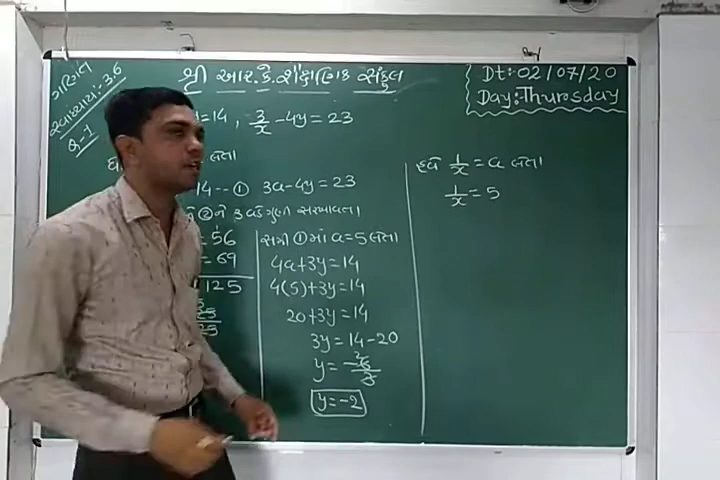 શ્રી આર.કે.શૈક્ષણિક સંકુલ
Dt:-02/07/20
Day:Thursday
ગણિત
સ્વાધ્યાય:-3.6
Q-1
=14, 3/x -4y=23
લેતા
14--① 3a-4y=23
②ને 3 વડે ગુણી સરખાવતા
=56
=69
125
સમી ①માં a=5 લેતા
4a+3y=14
4(5)+3y=14
20+3y=14
3y=14-20
y=-6/3
y=-2
હવે 1/x=a લેતા
1/x=5